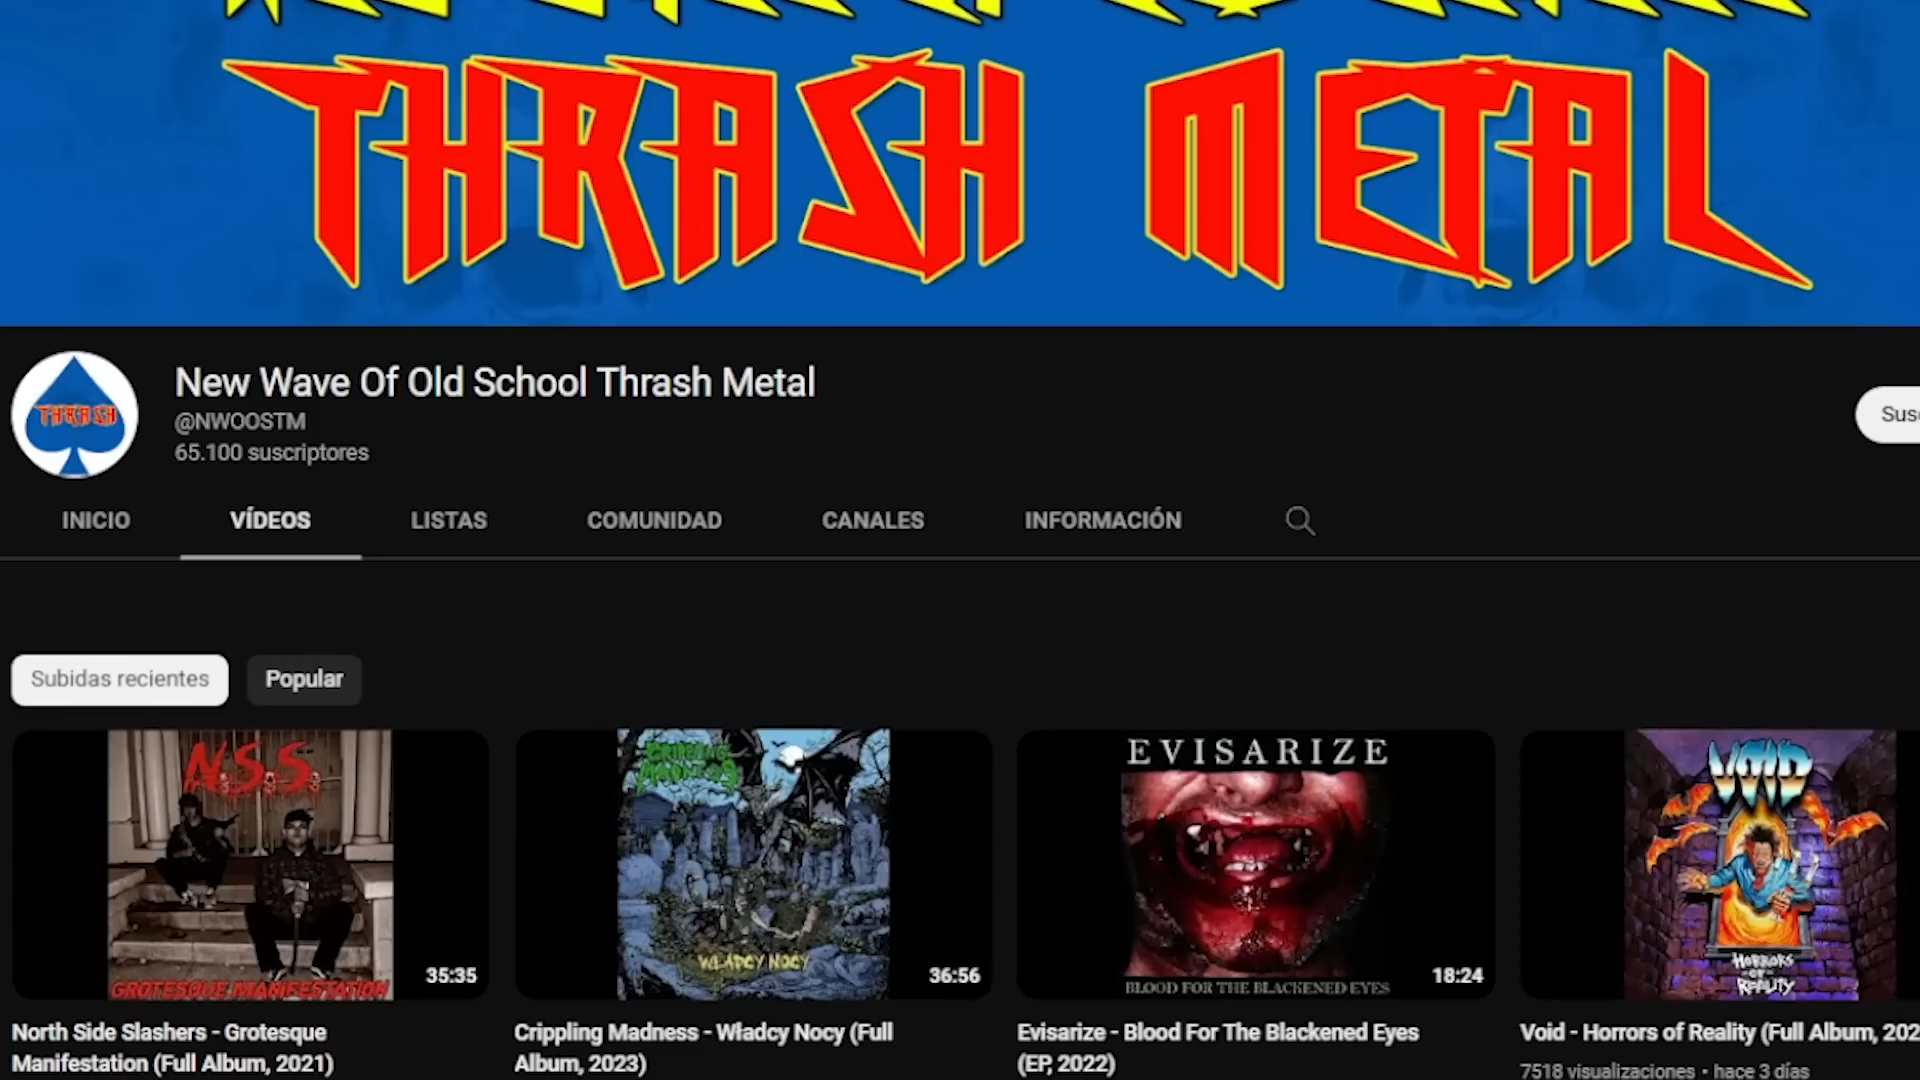 THRASH METAL
THRASH
New Wave Of Old School Thrash Metal
@NWOOSTM
65.100 suscriptores
INICIO VÍDEOS LISTAS COMUNIDAD CANALES INFORMACIÓN
Subidas recientes Popular
N.S.S.
GROTESQUE MANIFESTATION
35:35
CRIPPLING
MADNESS
WŁADCY NOCY
36:56
EVISARIZE
BLOOD FOR THE BLACKENED EYES
18:24
VOID
HORRORS
OF
REALITY
North Side Slashers - Grotesque
Manifestation (Full Album, 2021)
Crippling Madness - Władcy Nocy (Full
Album, 2023)
Evisarize - Blood For The Blackened Eyes
(EP, 2022)
Void - Horrors of Reality (Full Album,
7518 visualizaciones • hace 3 días